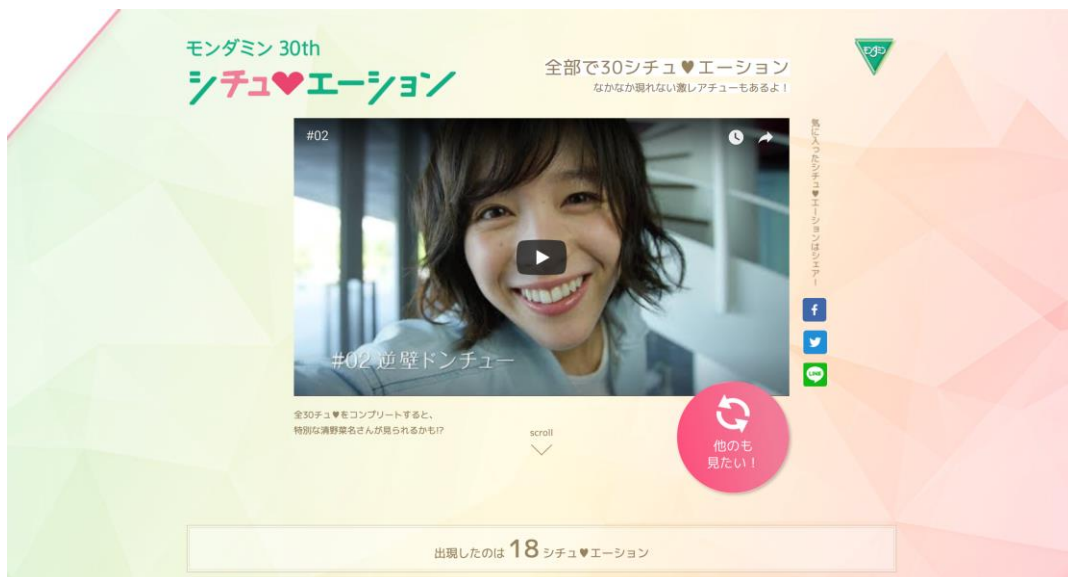 モンダミン 30th
シチュ♥エーション
全部で30シチュ♥エーション
なかなか現れない激レアチューもあるよ！
#02
#02 逆壁ドンチュー
気に入ったシチュ♥エーションはシェア！
f
LINE
全30チュ♥をコンプリートすると、
特別な清野菜名さんが見られるかも!?
scroll
他のも
見たい！
出現したのは 18 シチュ♥エーション